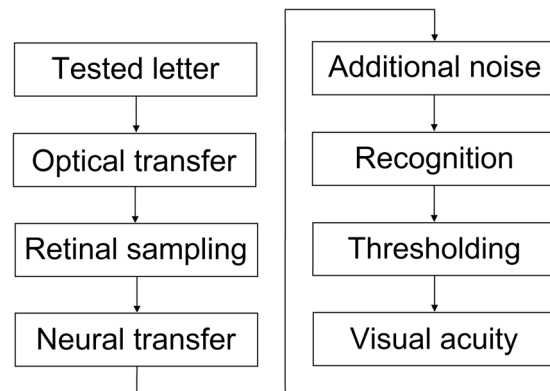 Tested letter
Optical transfer
Retinal sampling
Neural transfer
Additional noise
Recognition
Thresholding
Visual acuity